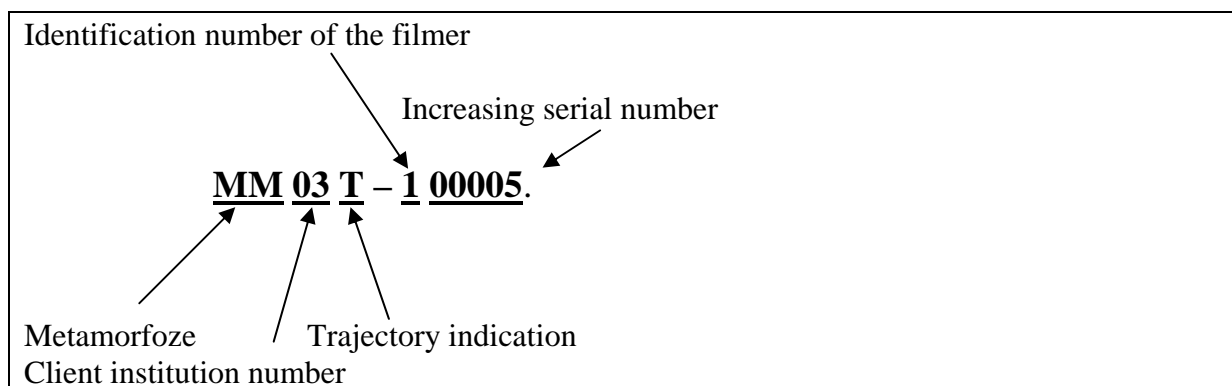 Identification number of the filmer
Increasing serial number
MM 03 T – 1 00005.
Metamorfoze Trajectory indication
Client institution number